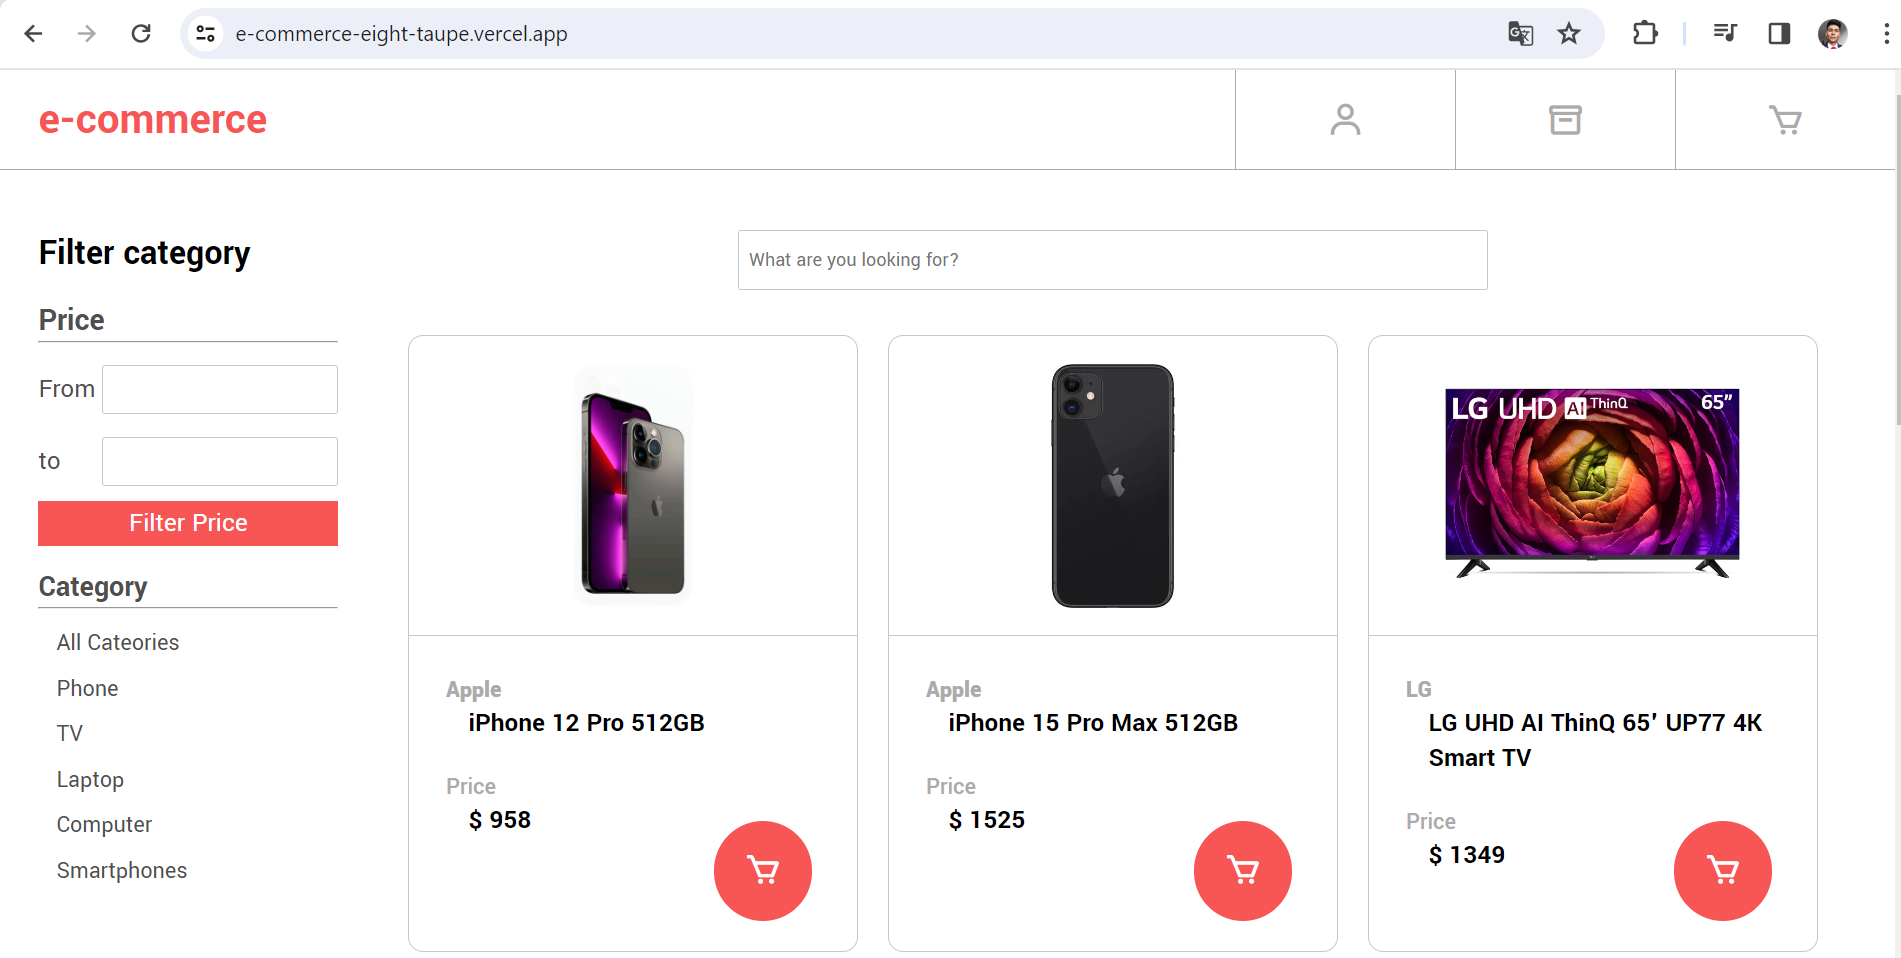 e-commerce-eight-taupe.vercel.app
e-commerce
Filter category
What are you looking for?
Price
From
to
Filter Price
Category
All Cateories
Phone
TV
Laptop
Computer
Smartphones
Apple
iPhone 12 Pro 512GB
Price
$ 958
Apple
iPhone 15 Pro Max 512GB
Price
$ 1525
LG UHD AI ThinQ 65”
LG
LG UHD AI ThinQ 65' UP77 4K
Smart TV
Price
$ 1349